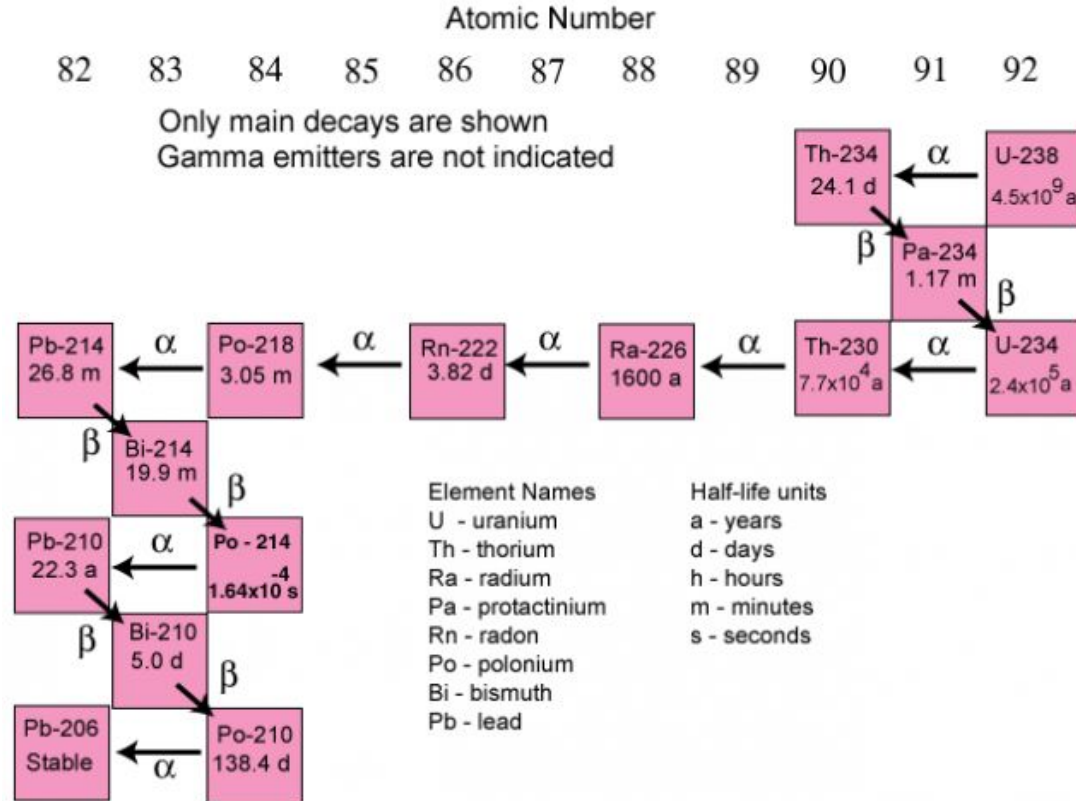 Atomic Number
82 83 84 85 86 87 88 89 90 91 92
Only main decays are shown
Gamma emitters are not indicated
Th-234
24.1 d
α
U-238
4.5x10⁹ a
β
Pa-234
1.17 m
β
Pb-214
26.8 m
α
Po-218
3.05 m
α
Rn-222
3.82 d
α
Ra-226
1600 a
α
Th-230
7.7x10⁴ a
α
U-234
2.4x10⁵ a
β
Bi-214
19.9 m
β
Pb-210
22.3 a
α
Po - 214
1.64x10⁻⁴ s
β
Bi-210
5.0 d
β
Pb-206
Stable
α
Po-210
138.4 d
Element Names
U - uranium
Th - thorium
Ra - radium
Pa - protactinium
Rn - radon
Po - polonium
Bi - bismuth
Pb - lead
Half-life units
a - years
d - days
h - hours
m - minutes
s - seconds